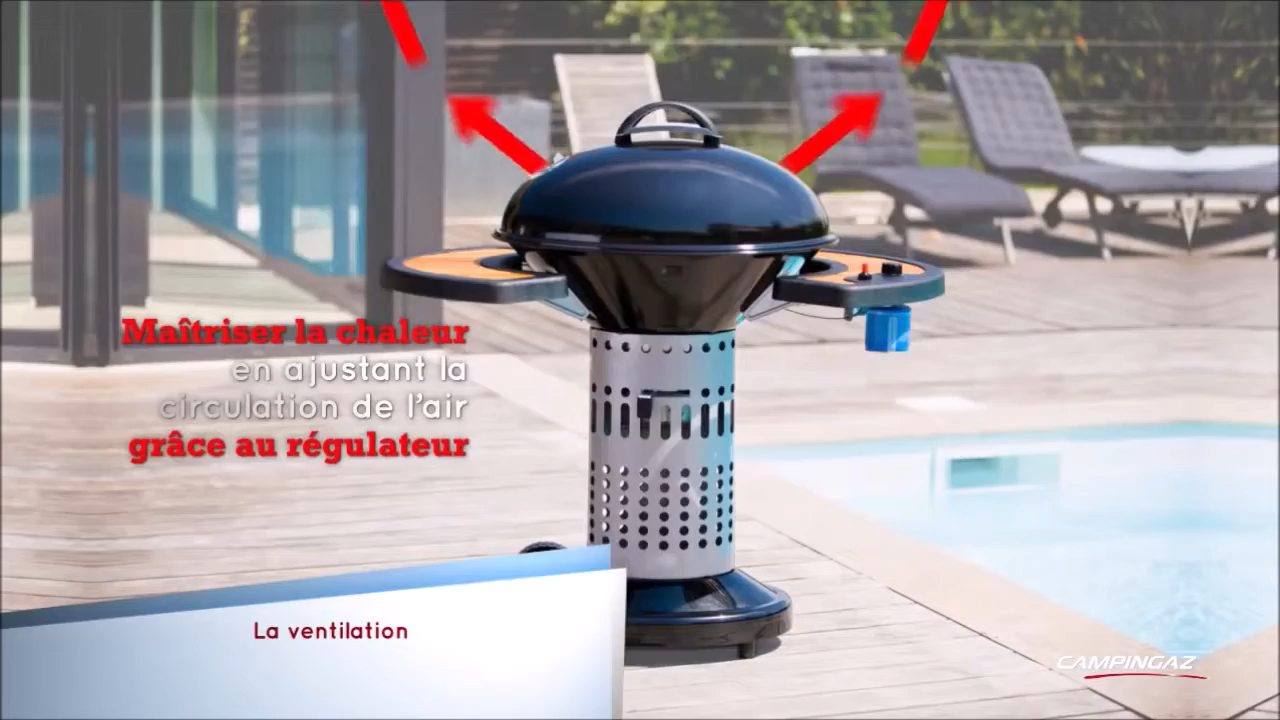 Maîtriser la chaleur
en ajustant la
circulation de l'air
grâce au régulateur
La ventilation
CAMPINGAZ